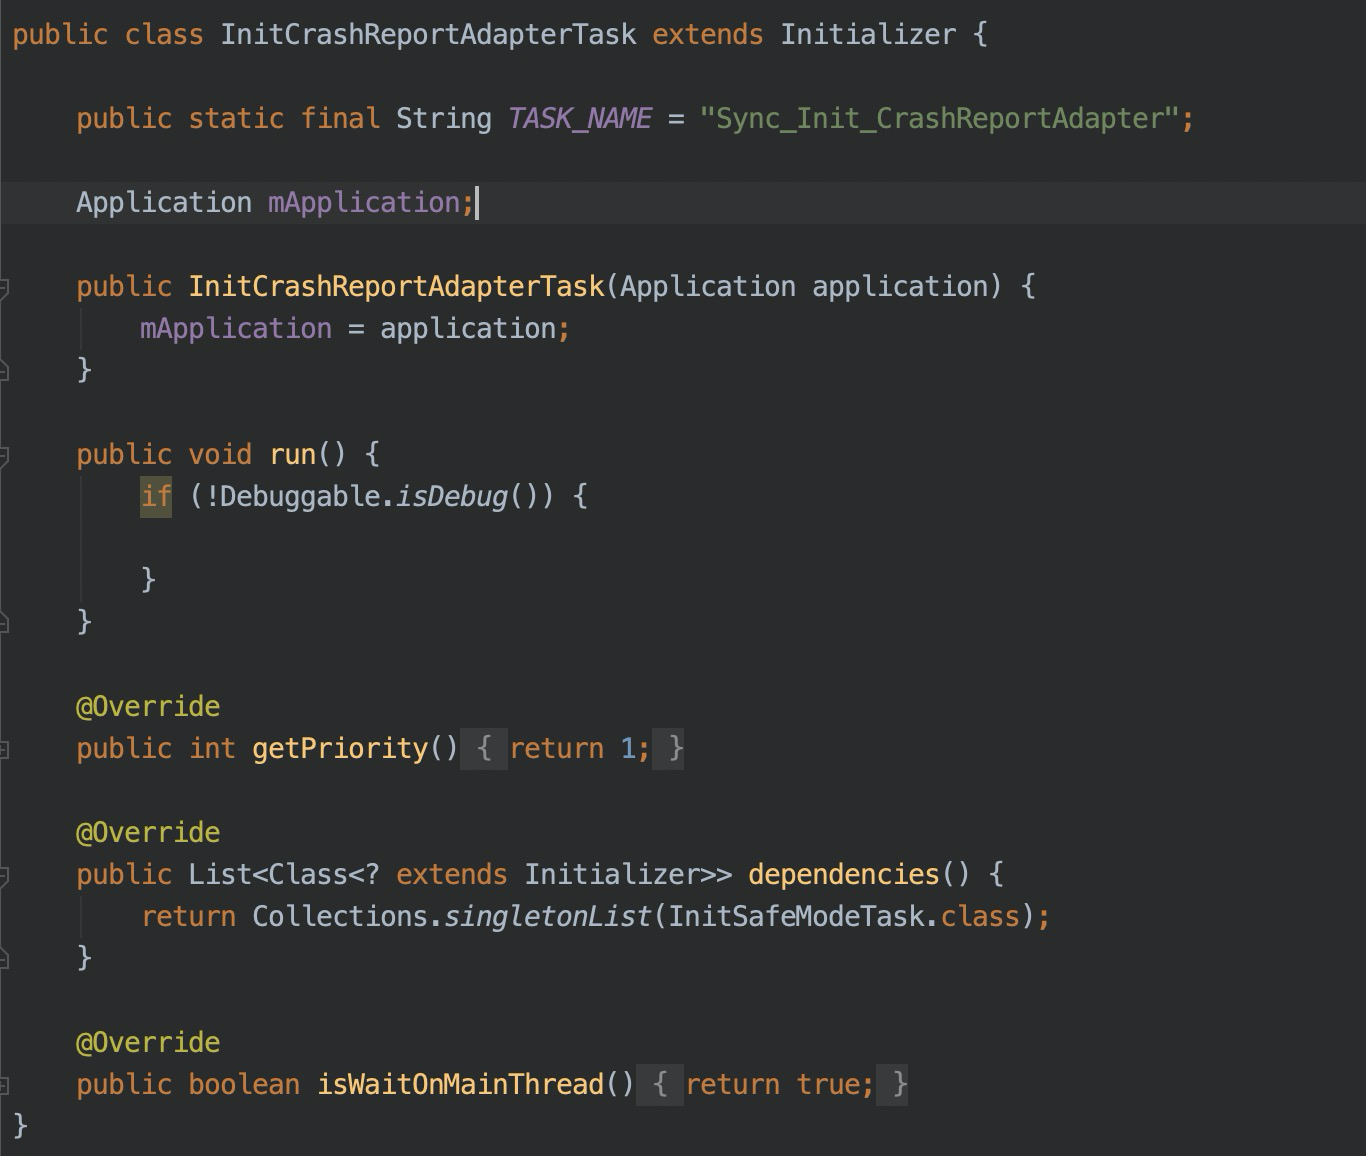 public class InitCrashReportAdapterTask extends Initializer {
public static final String TASK_NAME = "Sync_Init_CrashReportAdapter";
Application mApplication;
public InitCrashReportAdapterTask(Application application) {
mApplication = application;
}
public void run() {
if (!Debuggable.isDebug()) {
}
}
@Override
public int getPriority() { return 1; }
@Override
public List<Class<? extends Initializer>> dependencies() {
return Collections.singletonList(InitSafeModeTask.class);
}
@Override
public boolean isWaitOnMainThread() { return true; }
}